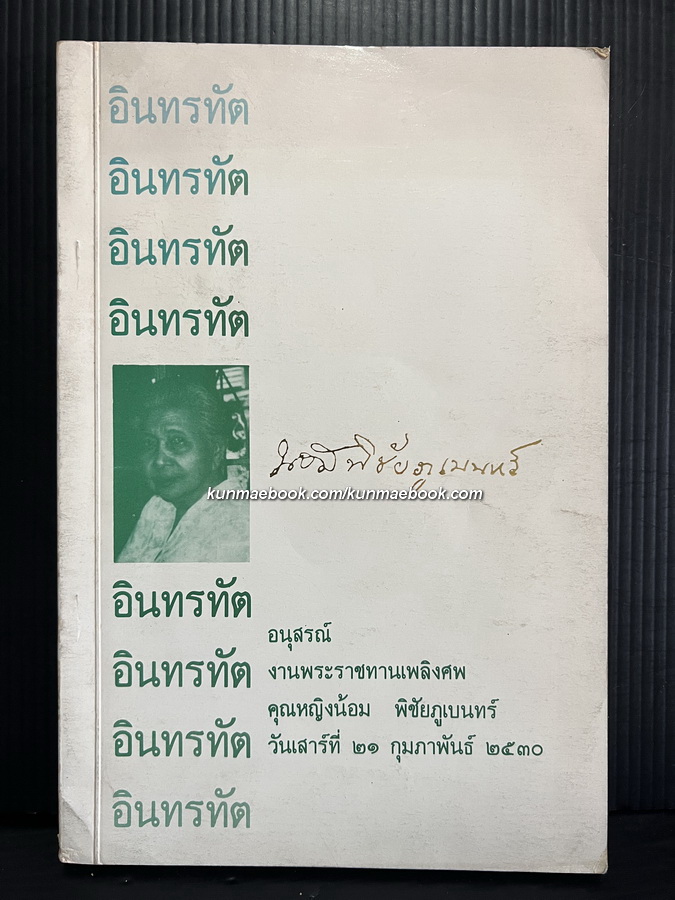 อินทรทัต
อินทรทัต
อินทรทัต
อินทรทัต
น้อม พิชัยภูเบนทร์
kunmaebook.com/kunmaebook.com
อินทรทัต
อินทรทัต
อินทรทัต
อินทรทัต
อนุสรณ์
งานพระราชทานเพลิงศพ
คุณหญิงน้อม พิชัยภูเบนทร์
วันเสาร์ที่ ๒๑ กุมภาพันธ์ ๒๕๓๐